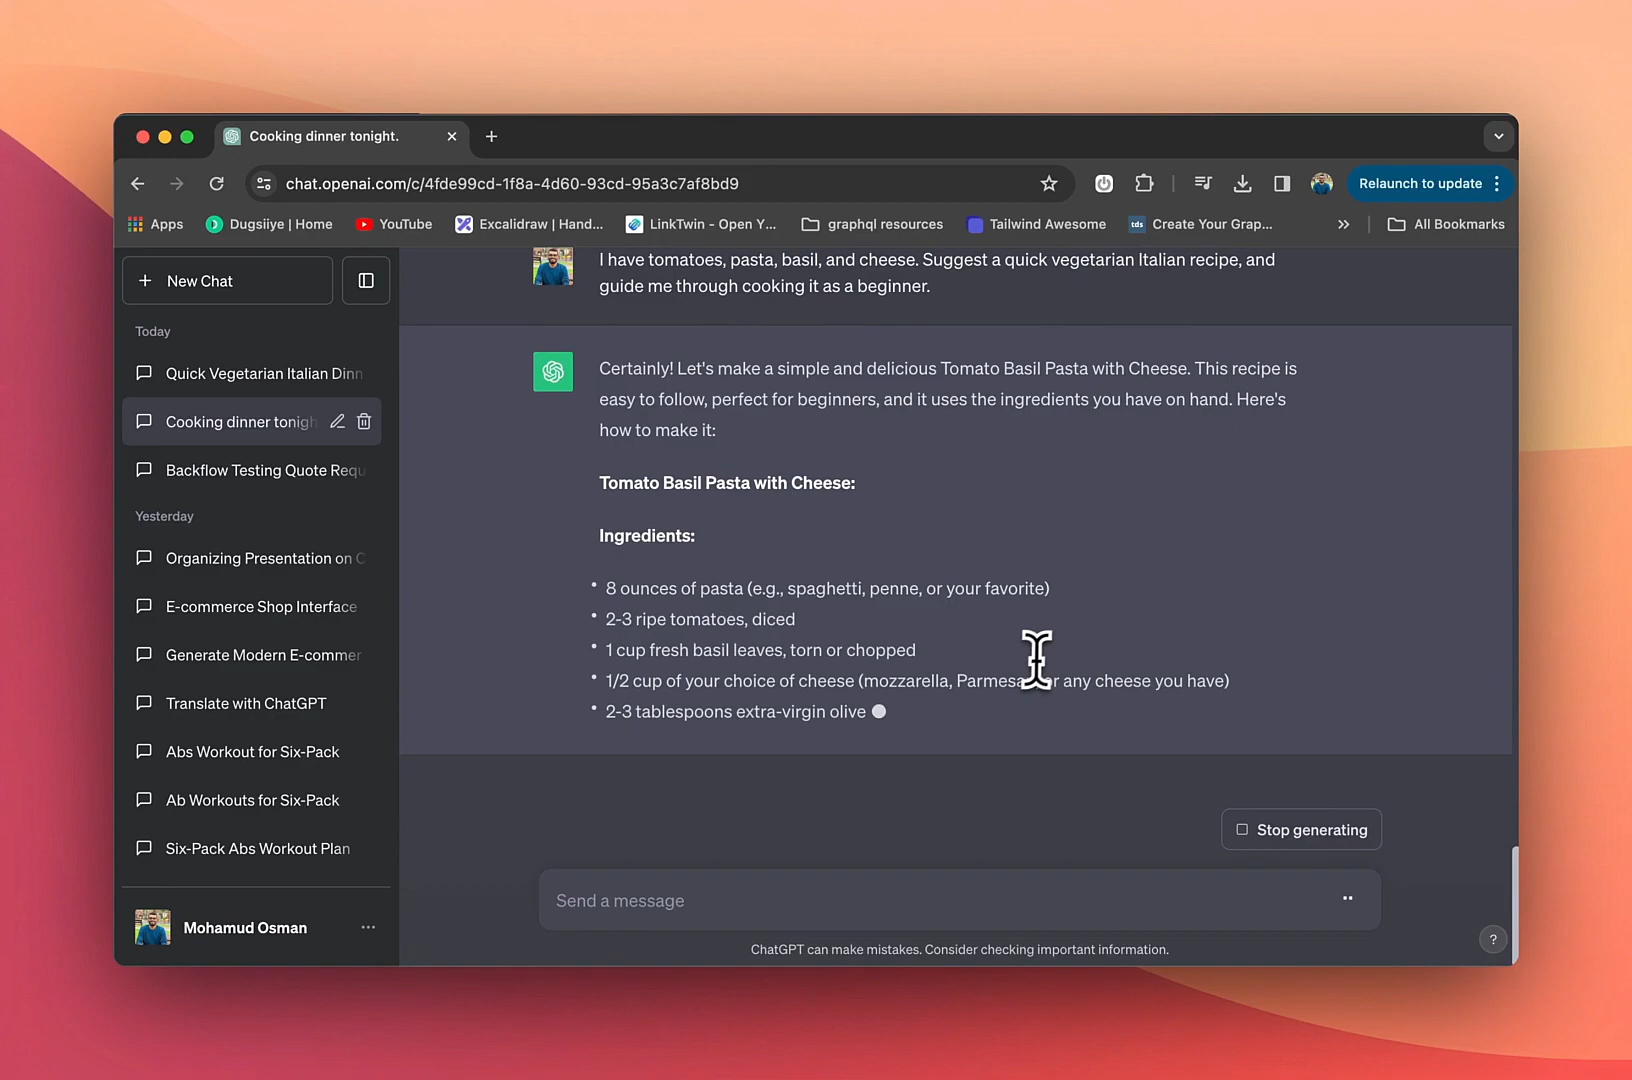 Cooking dinner tonight.
chat.openai.com/c/4fde99cd-1f8a-4d60-93cd-95a3c7af8bd9
Relaunch to update
Apps
Dugsiiye | Home
YouTube
Excalidraw | Hand...
LinkTwin - Open Y...
graphql resources
Tailwind Awesome
tds
Create Your Grap...
»
All Bookmarks
New Chat
Today
Quick Vegetarian Italian Dinn
Cooking dinner tonigh
Backflow Testing Quote Requ
Yesterday
Organizing Presentation on C
E-commerce Shop Interface
Generate Modern E-commer
Translate with ChatGPT
Abs Workout for Six-Pack
Ab Workouts for Six-Pack
Six-Pack Abs Workout Plan
Mohamud Osman
I have tomatoes, pasta, basil, and cheese. Suggest a quick vegetarian Italian recipe, and
guide me through cooking it as a beginner.
Certainly! Let's make a simple and delicious Tomato Basil Pasta with Cheese. This recipe is
easy to follow, perfect for beginners, and it uses the ingredients you have on hand. Here's
how to make it:
Tomato Basil Pasta with Cheese:
Ingredients:
• 8 ounces of pasta (e.g., spaghetti, penne, or your favorite)
• 2-3 ripe tomatoes, diced
• 1 cup fresh basil leaves, torn or chopped
• 1/2 cup of your choice of cheese (mozzarella, Parmesa r any cheese you have)
• 2-3 tablespoons extra-virgin olive
Stop generating
Send a message
ChatGPT can make mistakes. Consider checking important information.
?